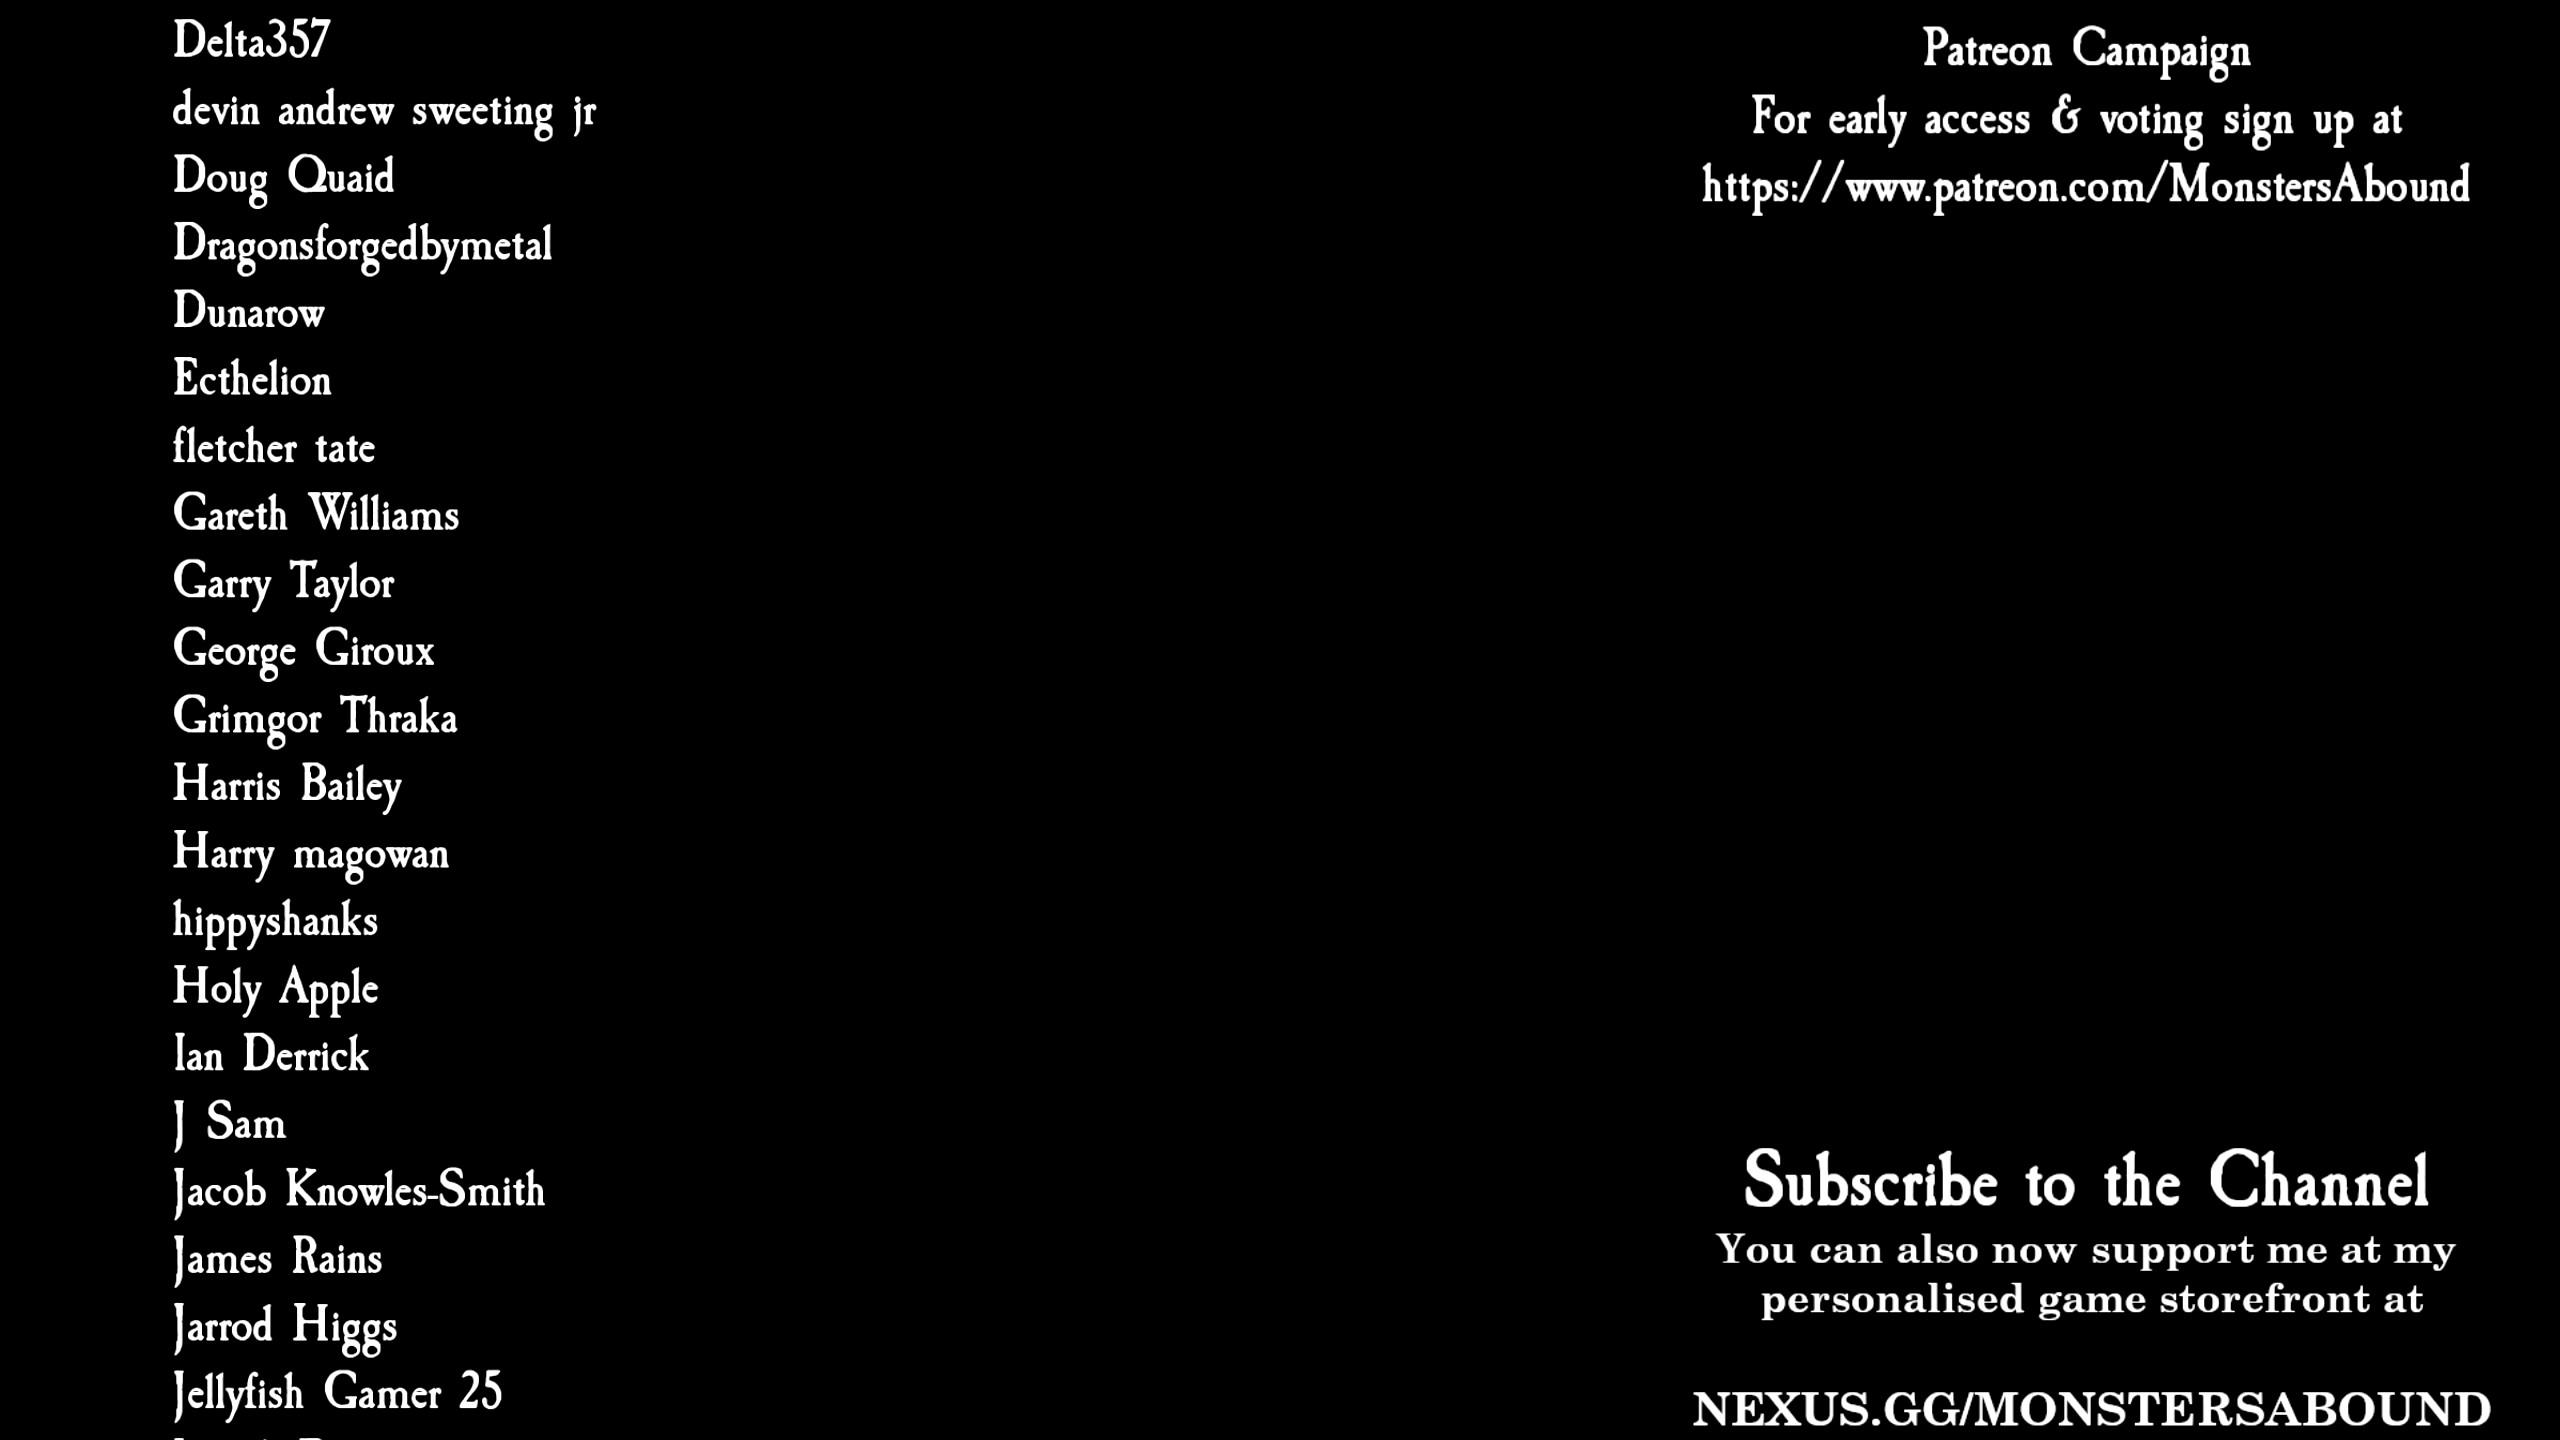 Delta357
devin andrew sweeting jr
Doug Quaid
Dragonsforgedbymetal
Dunarow
Ecthelion
fletcher tate
Gareth Williams
Garry Taylor
George Giroux
Grimgor Thraka
Harris Bailey
Harry magowan
hippyshanks
Holy Apple
Ian Derrick
J Sam
Jacob Knowles-Smith
James Rains
Jarrod Higgs
Jellyfish Gamer 25
Patreon Campaign
For early access & voting sign up at
https://www.patreon.com/MonstersAbound
Subscribe to the Channel
You can also now support me at my
personalised game storefront at
NEXUS.GG/MONSTERSABOUND